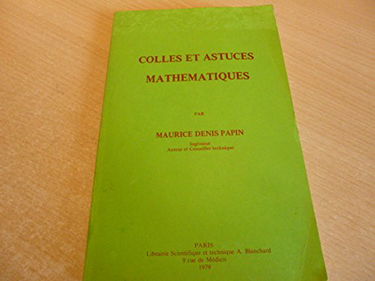 COLLES ET ASTUCES
MATHEMATIQUES
PAR
MAURICE DENIS PAPIN
Ingénieur
Auteur et Conseiller technique
PARIS
Librairie Scientifique et technique A. Blanchard
9 rue de Médicis
1978